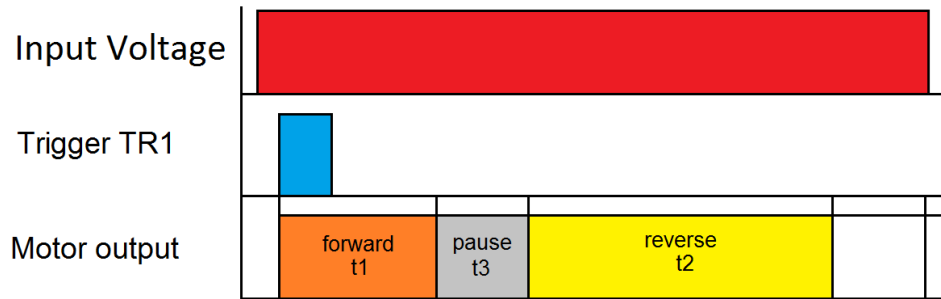 Input Voltage
Trigger TR1
Motor output
forward
t1
pause
t3
reverse
t2